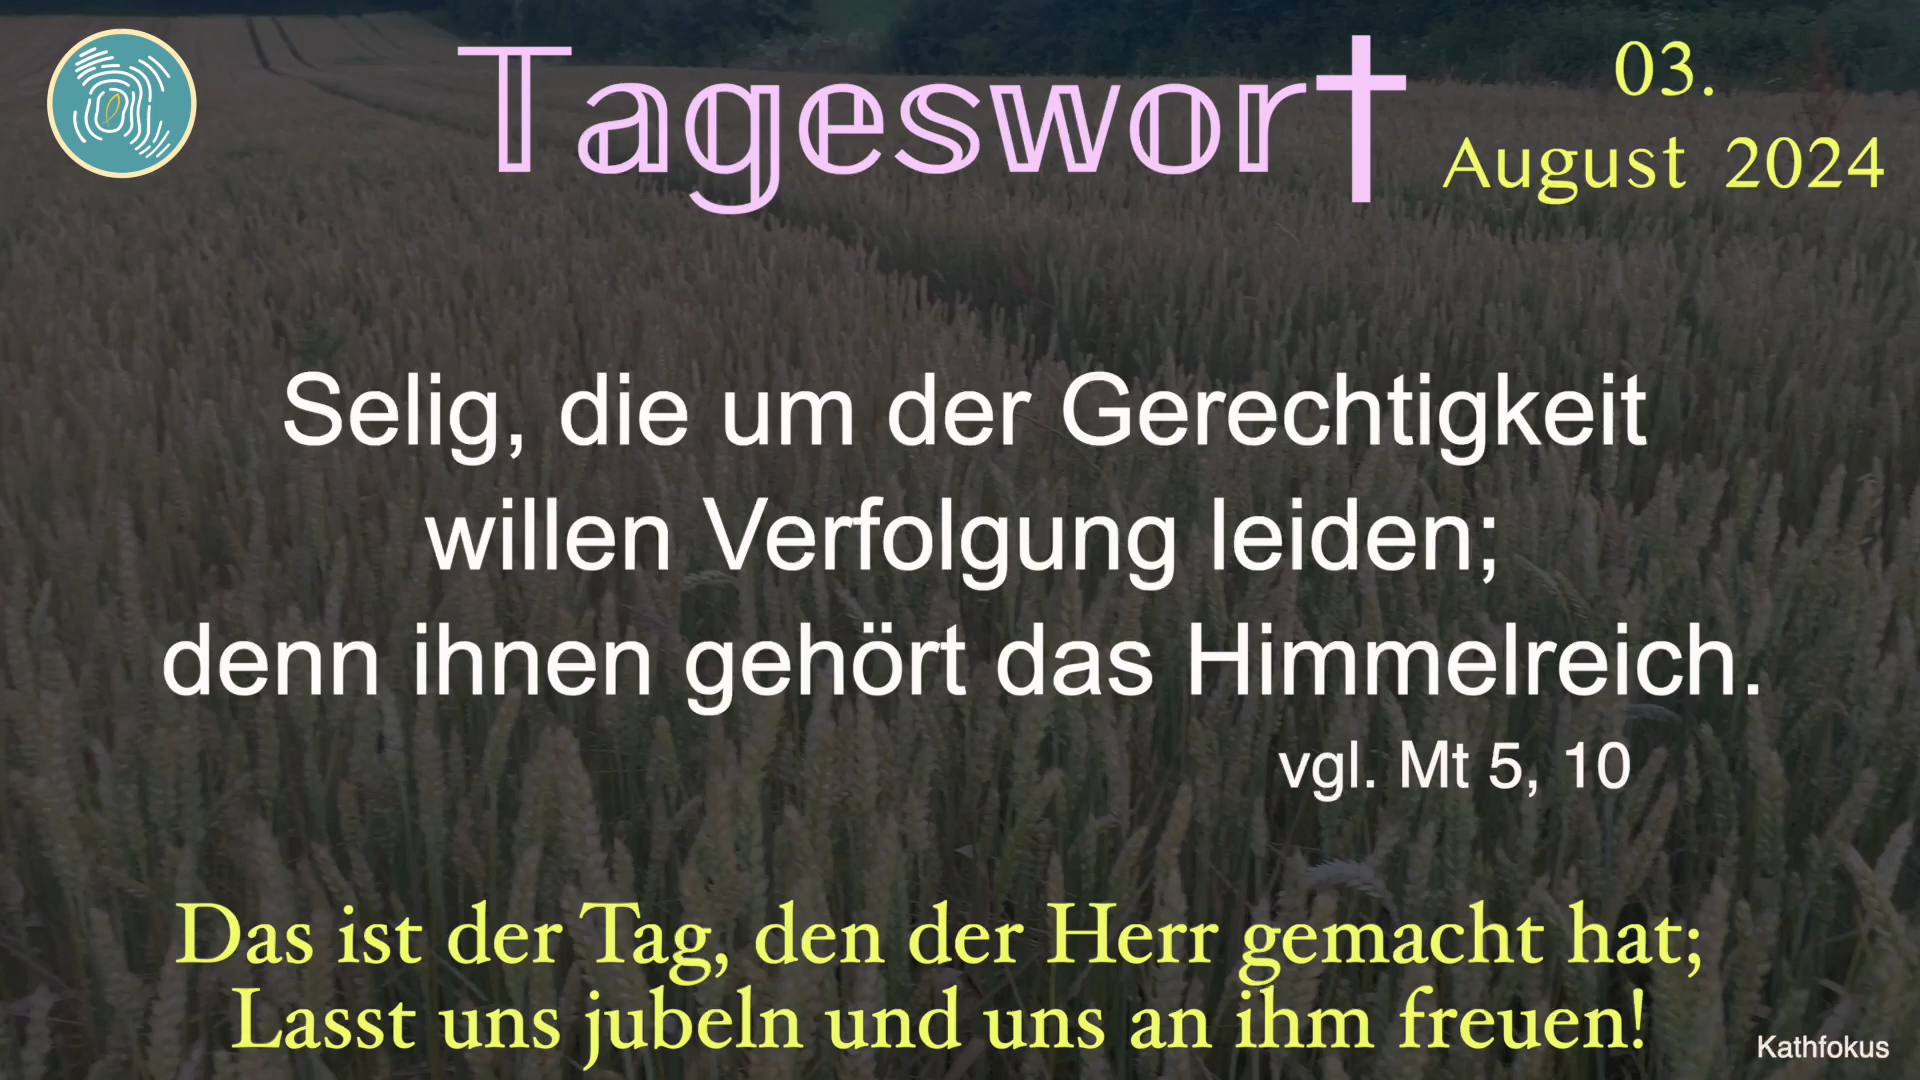 Tageswort
03.
August 2024
Selig, die um der Gerechtigkeit
willen Verfolgung leiden;
denn ihnen gehört das Himmelreich.
vgl. Mt 5, 10
Das ist der Tag, den der Herr gemacht hat;
Lasst uns jubeln und uns an ihm freuen!
Kathfokus